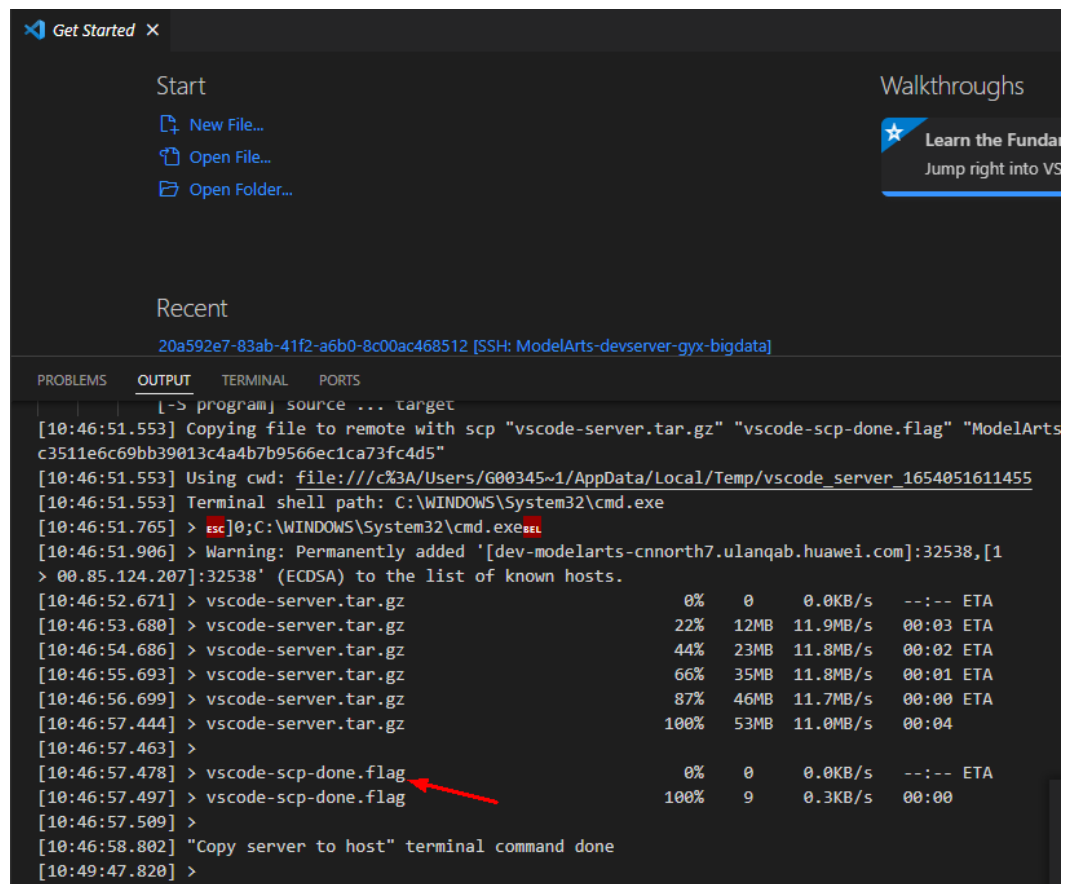 Get Started
Start
Walkthroughs
New File...
Learn the Fundar
Open File...
Jump right into VS
Open Folder...
Recent
20a592e7-83ab-41f2-a6b0-8c00ac468512 [SSH: ModelArts-devserver-gyx-bigdata]
PROBLEMS OUTPUT TERMINAL PORTS
[-S program] source ... target
[10:46:51.553] Copying file to remote with scp "vscode-server.tar.gz" "vscode-scp-done.flag" "ModelArts
c3511e6c69bb39013c4a4b7b9566ec1ca73fc4d5"
[10:46:51.553] Using cwd: file:///c%3A/Users/G00345~1/AppData/Local/Temp/vscode_server_1654051611455
[10:46:51.553] Terminal shell path: C:\WINDOWS\System32\cmd.exe
[10:46:51.765] > ESC]0;C:\WINDOWS\System32\cmd.exeBEL
[10:46:51.906] > Warning: Permanently added '[dev-modelarts-cnnorth7.ulanqab.huawei.com]:32538,[1
> 00.85.124.207]:32538' (ECDSA) to the list of known hosts.
[10:46:52.671] > vscode-server.tar.gz 0% 0 0.0KB/s --:-- ETA
[10:46:53.680] > vscode-server.tar.gz 22% 12MB 11.9MB/s 00:03 ETA
[10:46:54.686] > vscode-server.tar.gz 44% 23MB 11.8MB/s 00:02 ETA
[10:46:55.693] > vscode-server.tar.gz 66% 35MB 11.8MB/s 00:01 ETA
[10:46:56.699] > vscode-server.tar.gz 87% 46MB 11.7MB/s 00:00 ETA
[10:46:57.444] > vscode-server.tar.gz 100% 53MB 11.0MB/s 00:04
[10:46:57.463] >
[10:46:57.478] > vscode-scp-done.flag 0% 0 0.0KB/s --:-- ETA
[10:46:57.497] > vscode-scp-done.flag 100% 9 0.3KB/s 00:00
[10:46:57.509] >
[10:46:58.802] "Copy server to host" terminal command done
[10:49:47.820] >